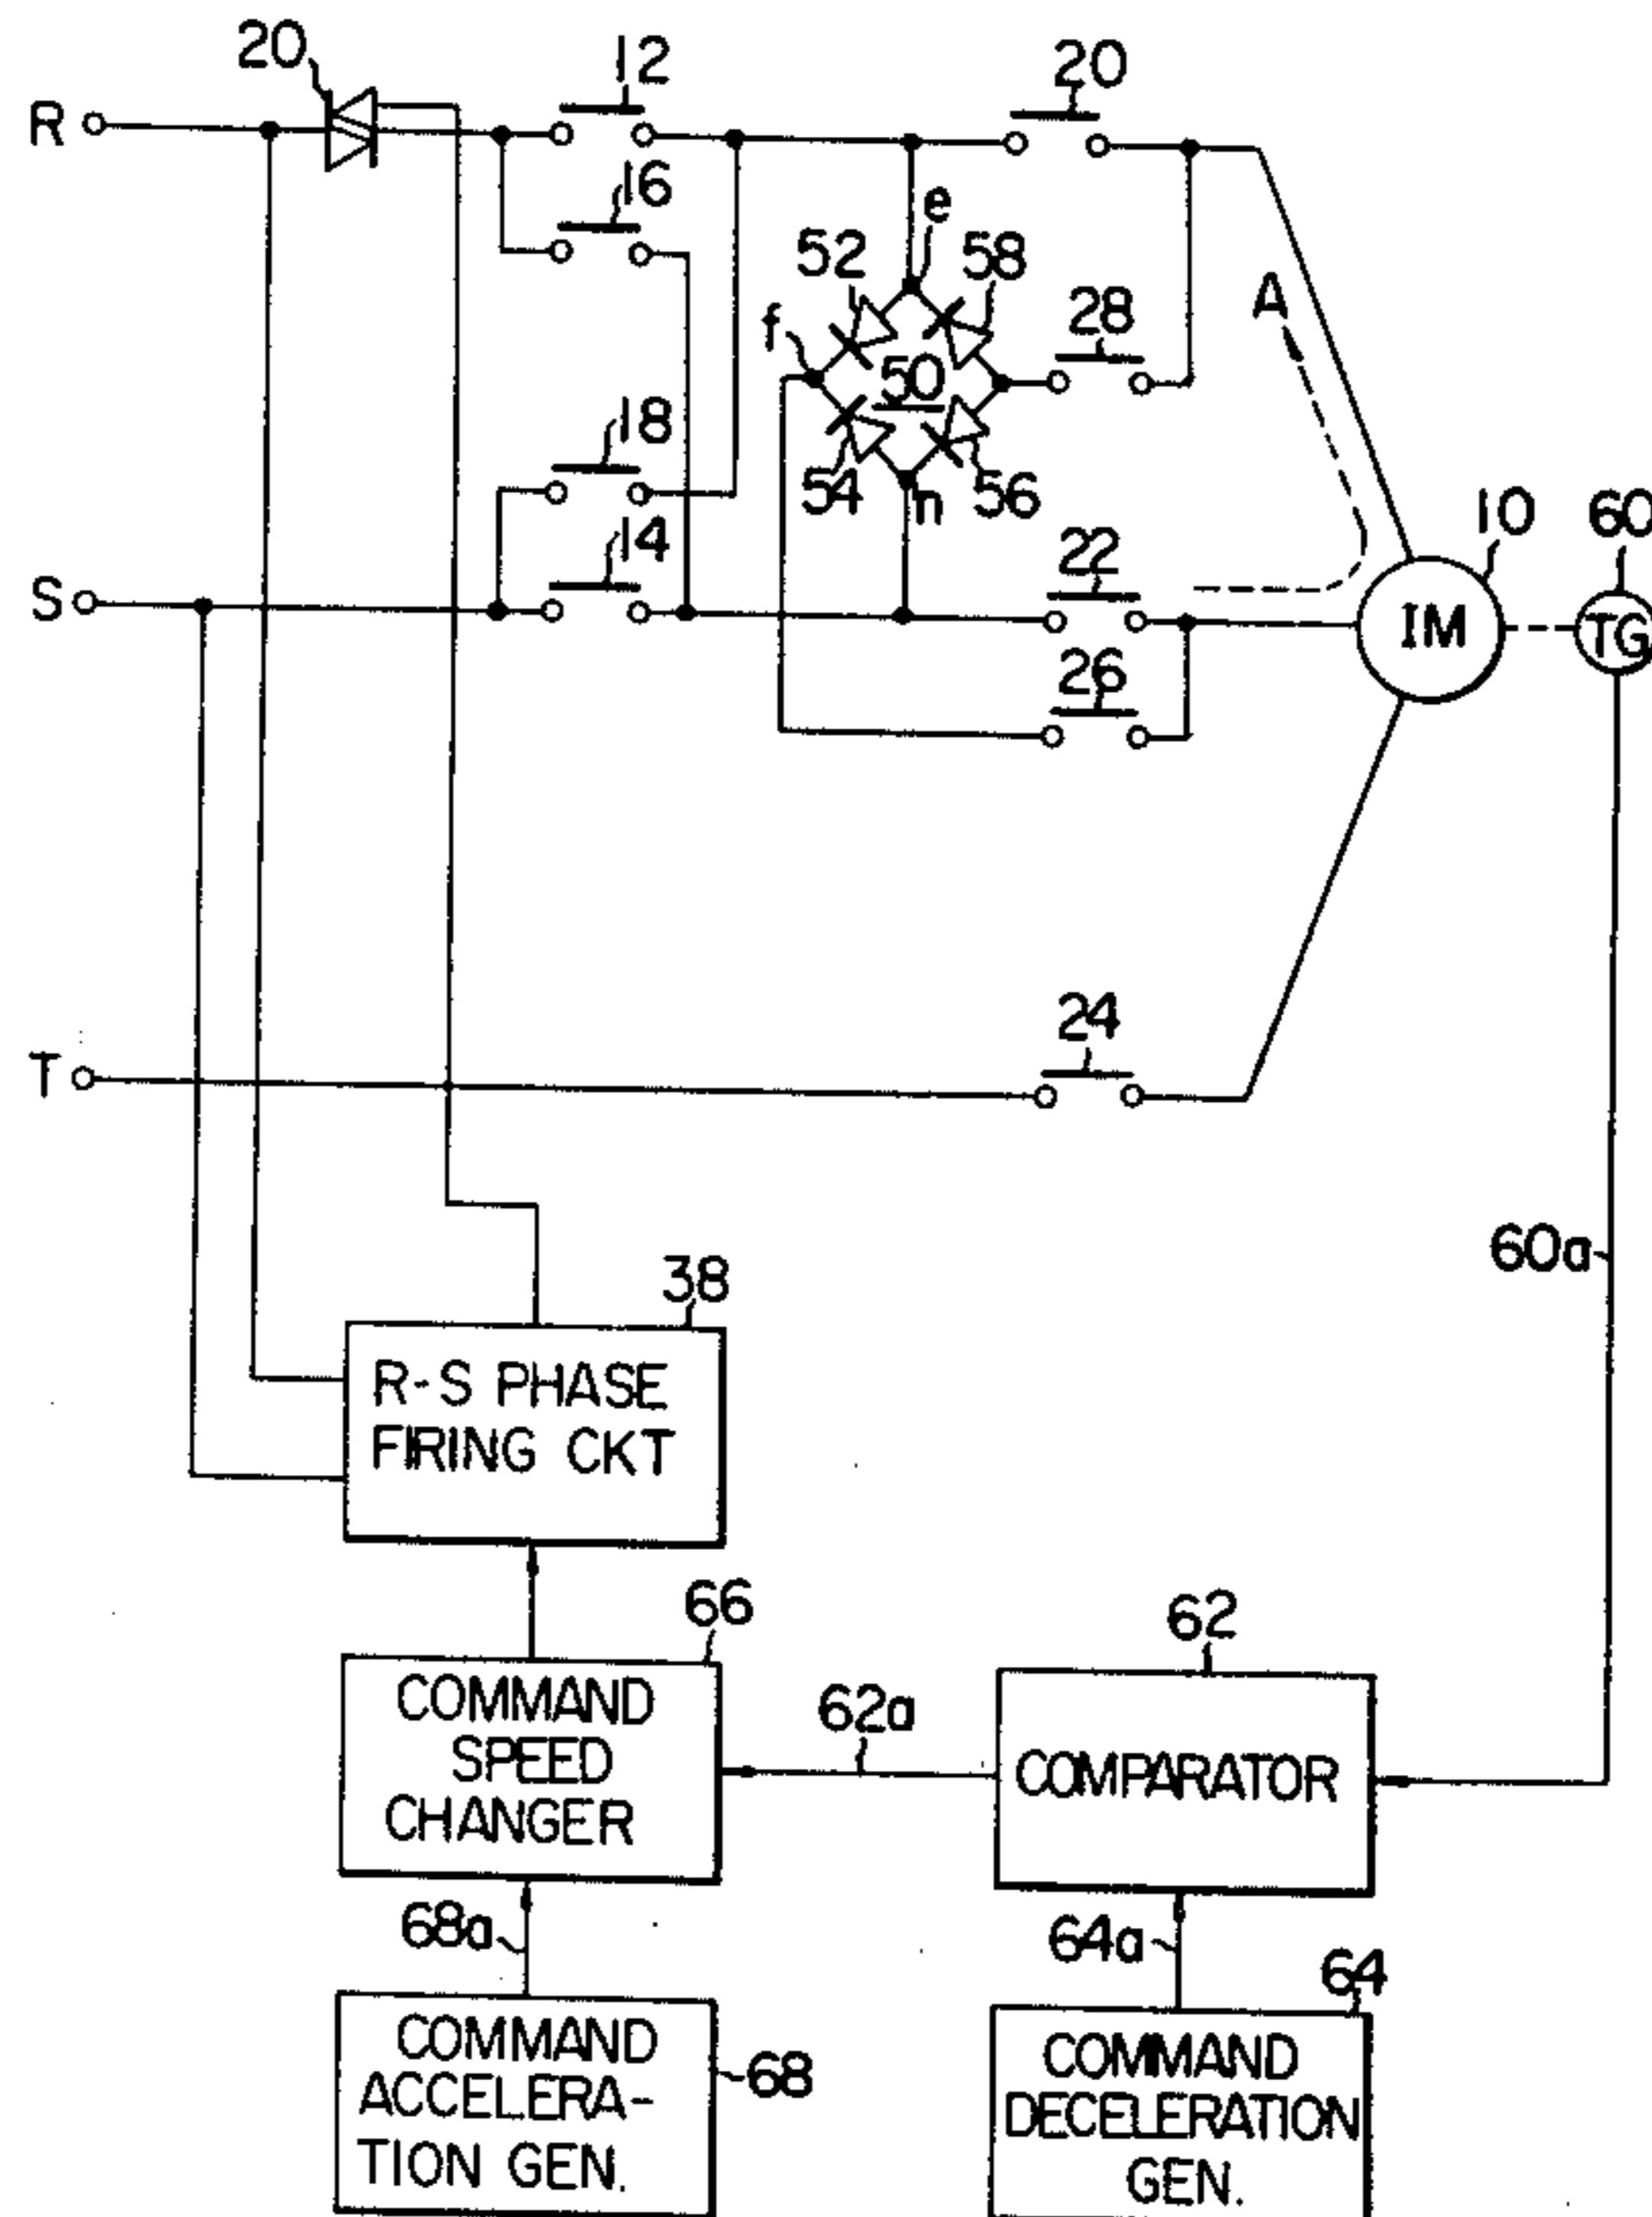 20
12
20
R
16
e
52
58
28
A
f
50
18
54
n
56
14
22
10
60
S
IM
TG
26
24
T
60a
38
R-S PHASE
FIRING CKT
66
62
COMMAND
SPEED
CHANGER
62a
COMPARATOR
68a
64a
64
COMMAND
ACCELERA-
TION GEN.
68
COMMAND
DECELERATION
GEN.